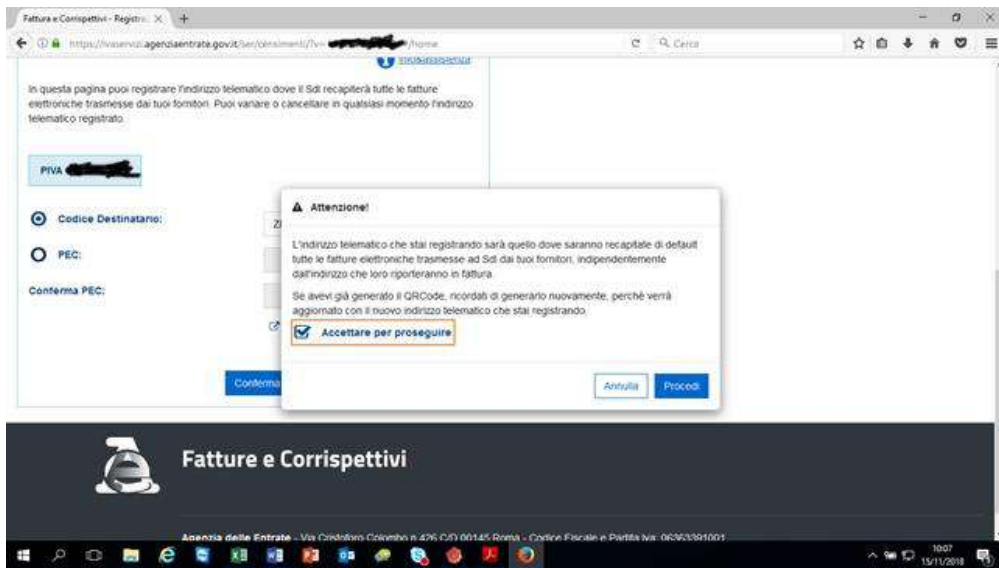 Fatture e Corrispettivi - Registra
https://ivaservizi.agenziaentrate.gov.it/ser/censimenti/?v=
/home
Cerca
Info&assistenza
In questa pagina puoi registrare l'indirizzo telematico dove il SdI recapiterà tutte le fatture
elettroniche trasmesse dai tuoi fornitori. Puoi variare o cancellare in qualsiasi momento l'indirizzo
telematico registrato.
PIVA
Codice Destinatario:
PEC:
Conferma PEC:
Conferma
Attenzione!
L'indirizzo telematico che stai registrando sarà quello dove saranno recapitate di default
tutte le fatture elettroniche trasmesse ad SdI dai tuoi fornitori, indipendentemente
dall'indirizzo che loro riporteranno in fattura.
Se avevi già generato il QRCode, ricordati di generarlo nuovamente, perchè verrà
aggiornato con il nuovo indirizzo telematico che stai registrando.
Accettare per proseguire
Annulla
Procedi
Fatture e Corrispettivi
Agenzia delle Entrate - Via Cristoforo Colombo n.426 C/D 00145 Roma - Codice Fiscale e Partita Iva: 06363391001
10:07
15/11/2018